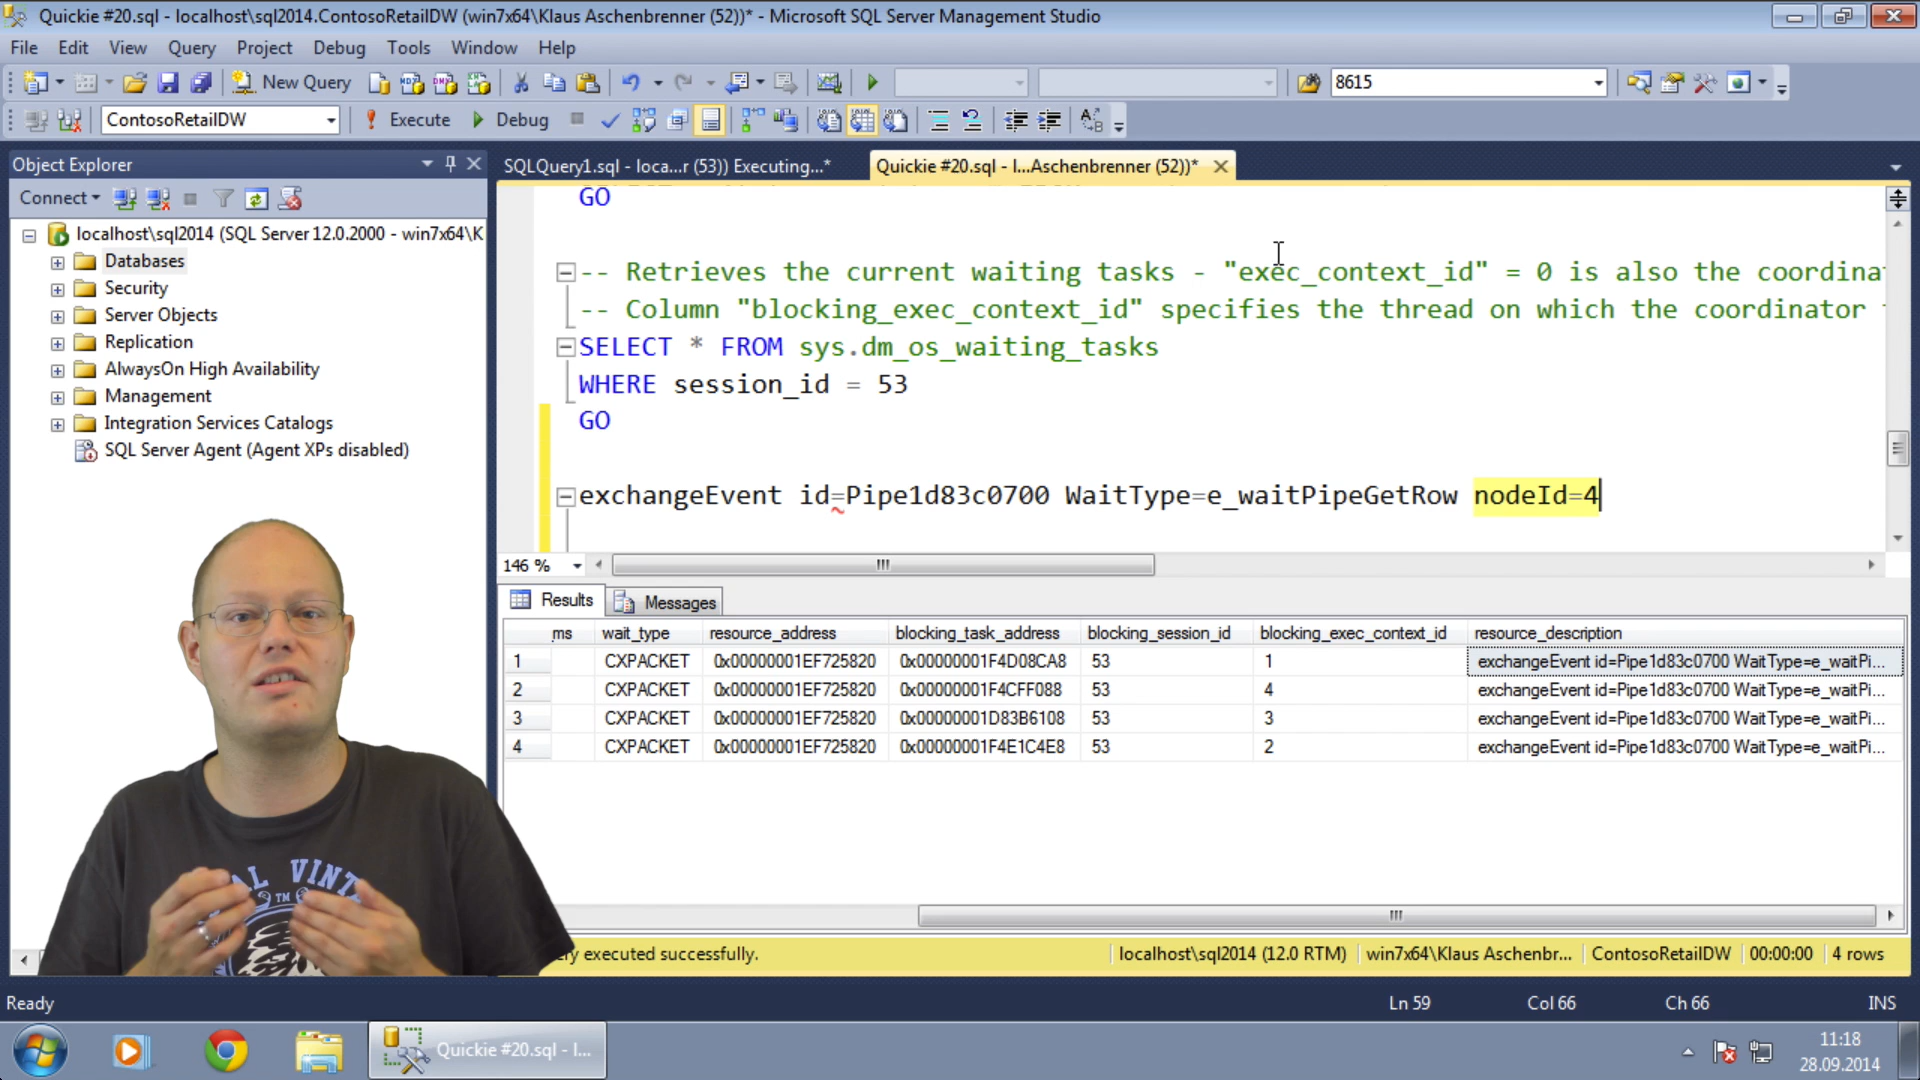 Quickie #20.sql - localhost\sql2014.ContosoRetailDW (win7x64\Klaus Aschenbrenner (52))* - Microsoft SQL Server Management Studio
File Edit View Query Project Debug Tools Window Help
New Query 8615
ContosoRetailDW Execute Debug
Object Explorer
Connect
localhost\sql2014 (SQL Server 12.0.2000 - win7x64\K
Databases
Security
Server Objects
Replication
AlwaysOn High Availability
Management
Integration Services Catalogs
SQL Server Agent (Agent XPs disabled)
SQLQuery1.sql - loca...r (53)) Executing...* Quickie #20.sql - l...Aschenbrenner (52))*
GO
-- Retrieves the current waiting tasks - "exec_context_id" = 0 is also the coordina
-- Column "blocking_exec_context_id" specifies the thread on which the coordinator
SELECT * FROM sys.dm_os_waiting_tasks
WHERE session_id = 53
GO
exchangeEvent id=Pipe1d83c0700 WaitType=e_waitPipeGetRow nodeId=4
146 %
Results Messages
ms wait_type resource_address blocking_task_address blocking_session_id blocking_exec_context_id resource_description
1 CXPACKET 0x00000001EF725820 0x00000001F4D08CA8 53 1 exchangeEvent id=Pipe1d83c0700 WaitType=e_waitPi...
2 CXPACKET 0x00000001EF725820 0x00000001F4CFF088 53 4 exchangeEvent id=Pipe1d83c0700 WaitType=e_waitPi...
3 CXPACKET 0x00000001EF725820 0x00000001D83B6108 53 3 exchangeEvent id=Pipe1d83c0700 WaitType=e_waitPi...
4 CXPACKET 0x00000001EF725820 0x00000001F4E1C4E8 53 2 exchangeEvent id=Pipe1d83c0700 WaitType=e_waitPi...
executed successfully. localhost\sql2014 (12.0 RTM) win7x64\Klaus Aschenbr... ContosoRetailDW 00:00:00 4 rows
Ready Ln 59 Col 66 Ch 66 INS
Quickie #20.sql - l...
11:18
28.09.2014